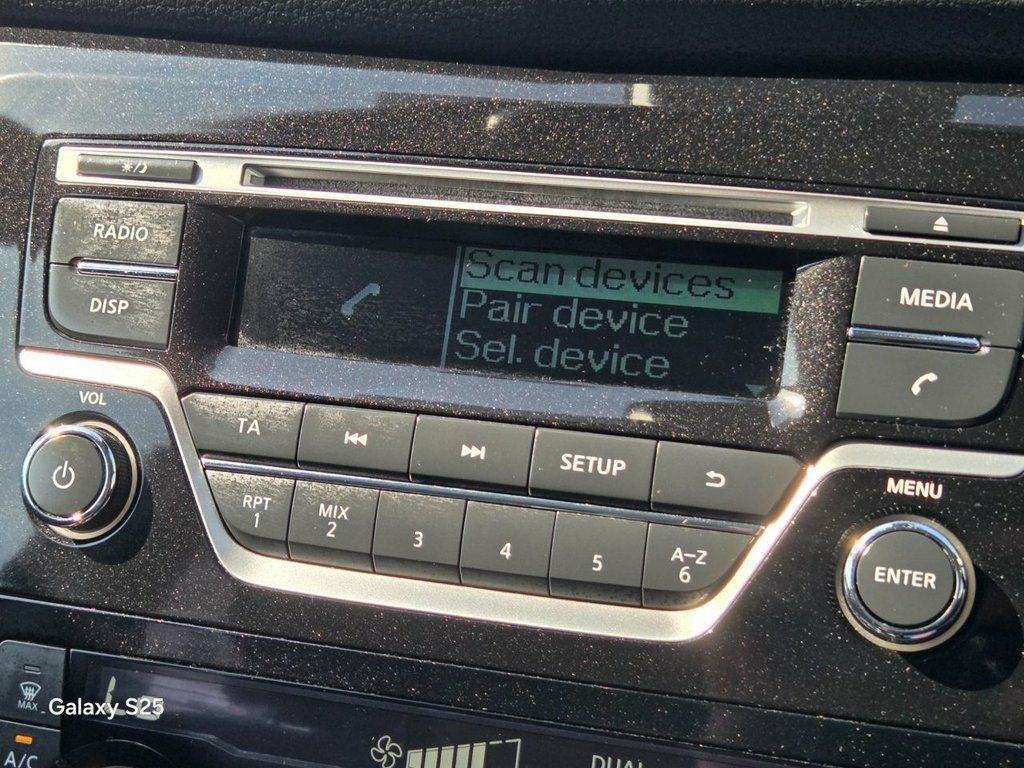 RADIO
DISP
Scan devices
Pair device
Sel. device
MEDIA
VOL
TA
SETUP
MENU
RPT
1
MIX
2
3
4
5
A-Z
6
ENTER
MAX
Galaxy S25
A/C
DUAL